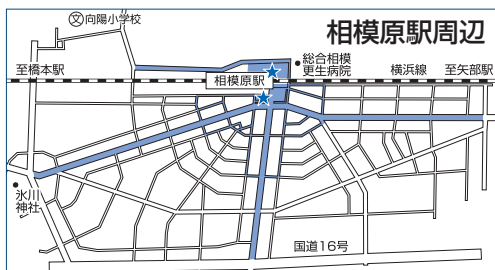 文向陽小学校
相模原駅周辺
至橋本駅
相模原駅
総合相模
更生病院
横浜線
至矢部駅
氷川
神社
国道16号